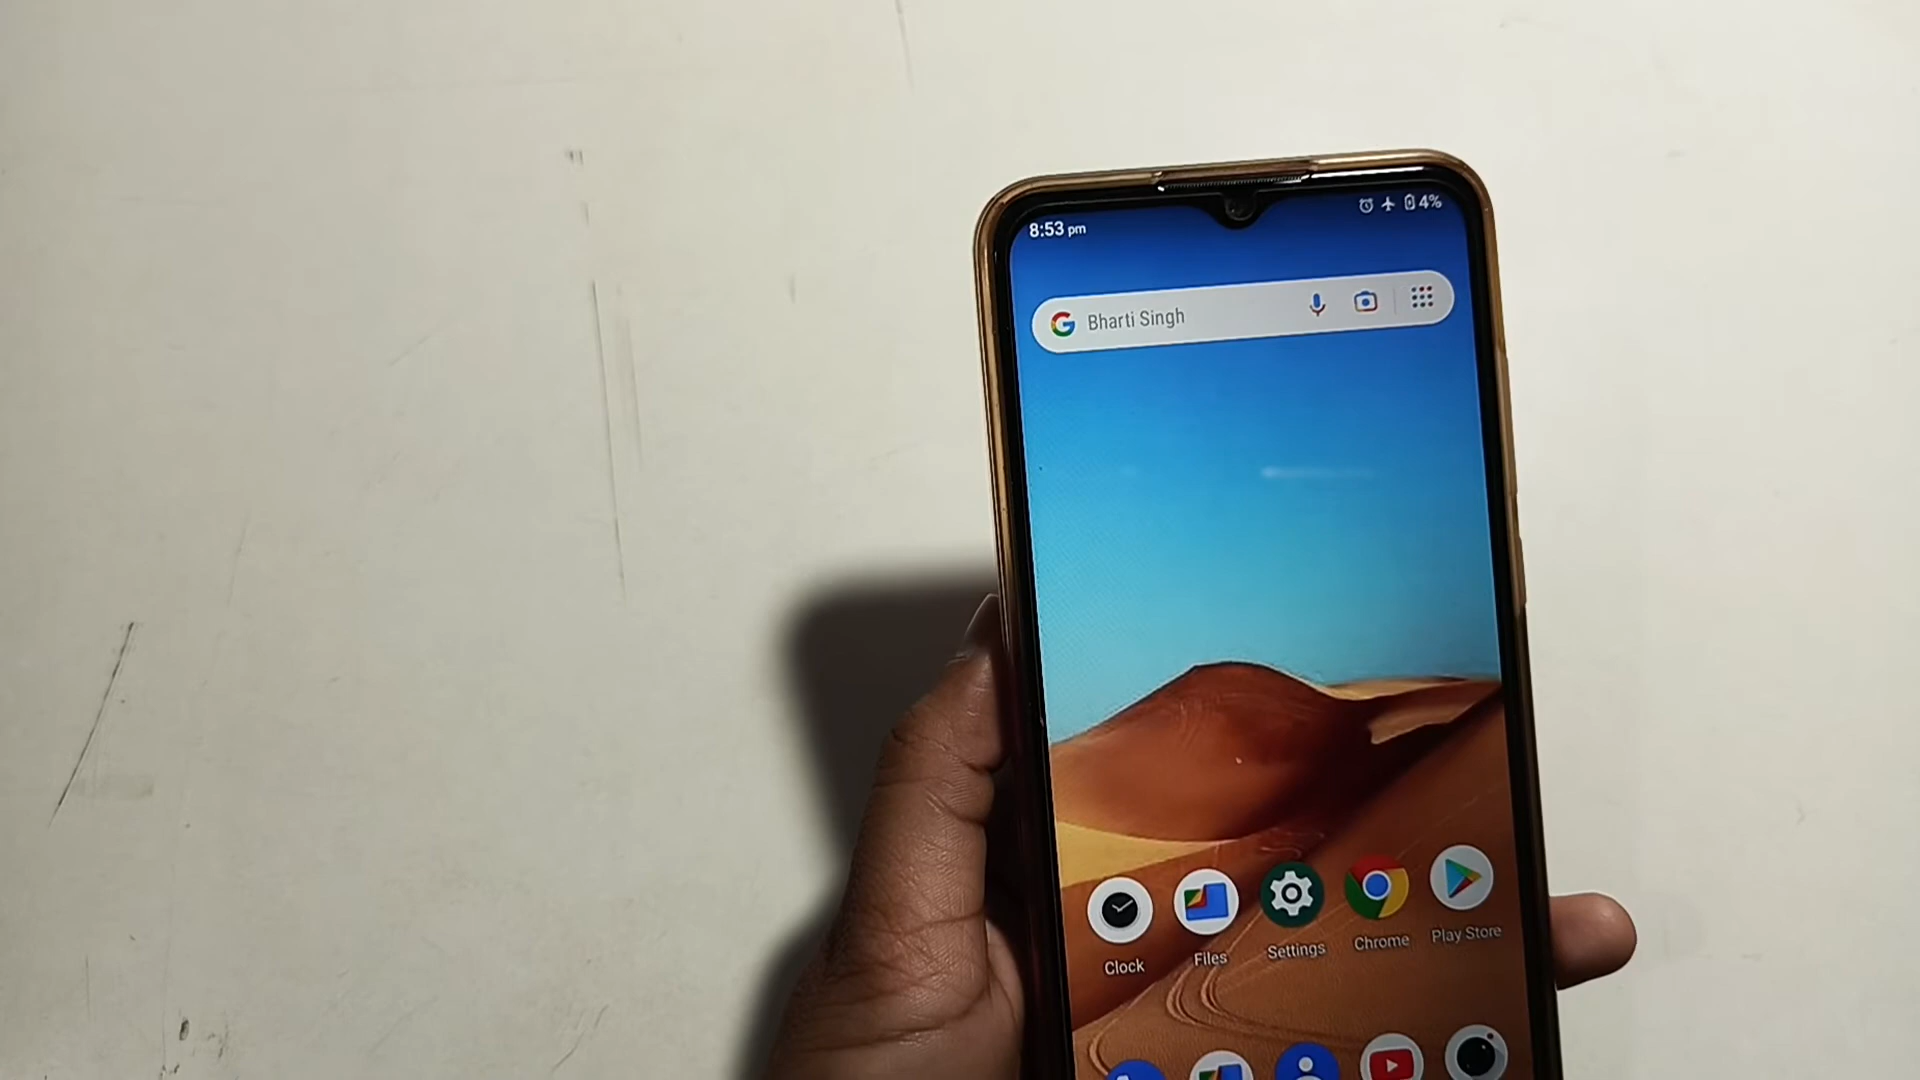 8:53 pm
4%
Bharti Singh
Clock
Files
Settings
Chrome
Play Store